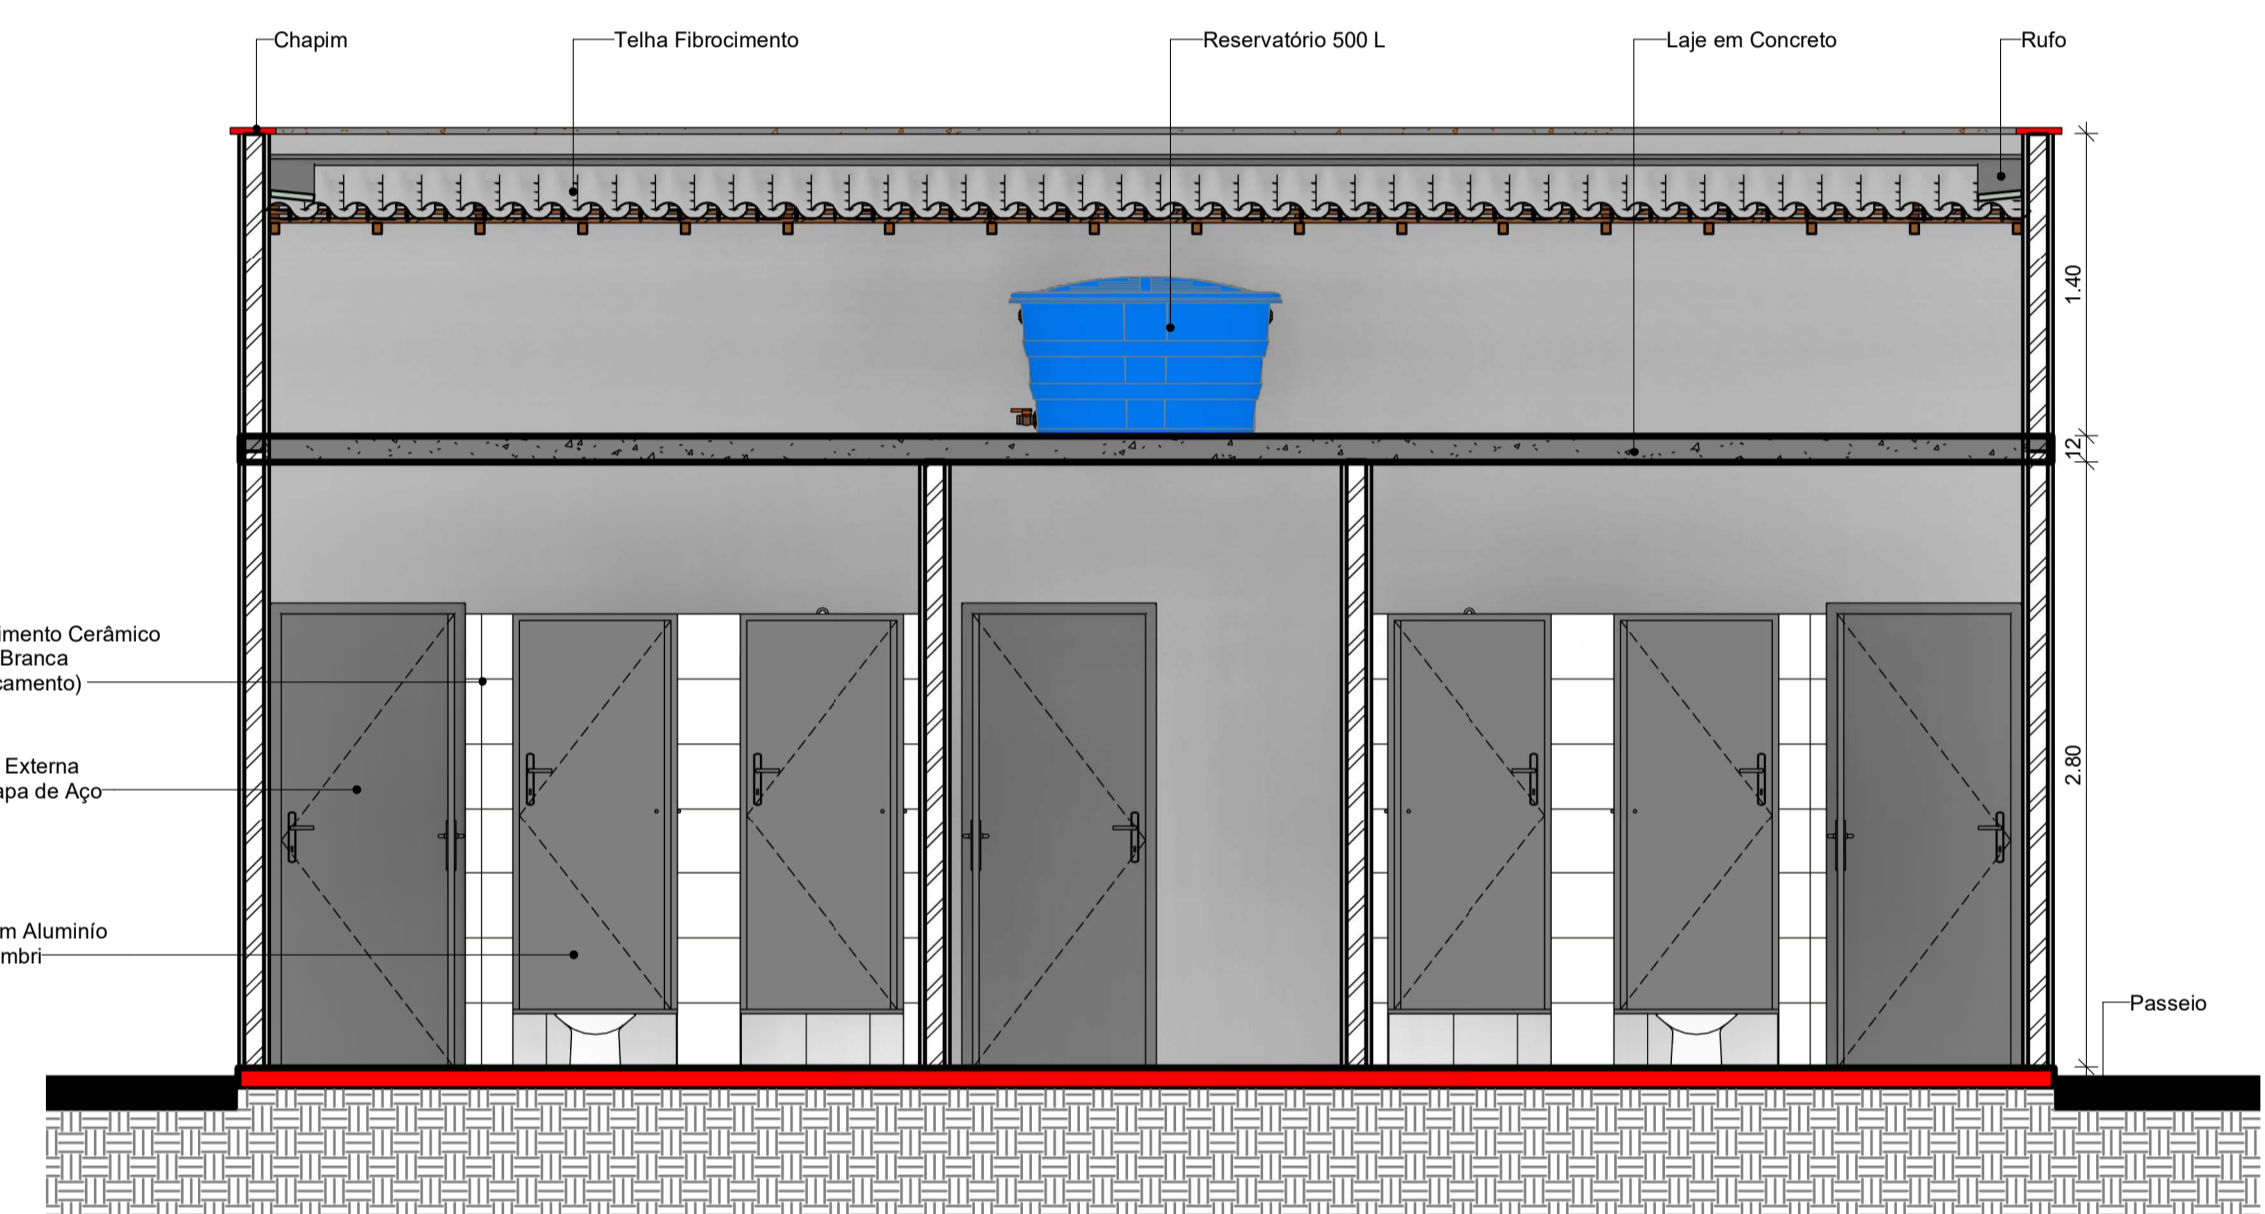 Chapim
Telha Fibrocimento
Reservatório 500 L
Laje em Concreto
Rufo
1.40
12
imento Cerâmico
Branca
camento)
Externa
apa de Aço
2.80
m Aluminío
mbri
Passeio